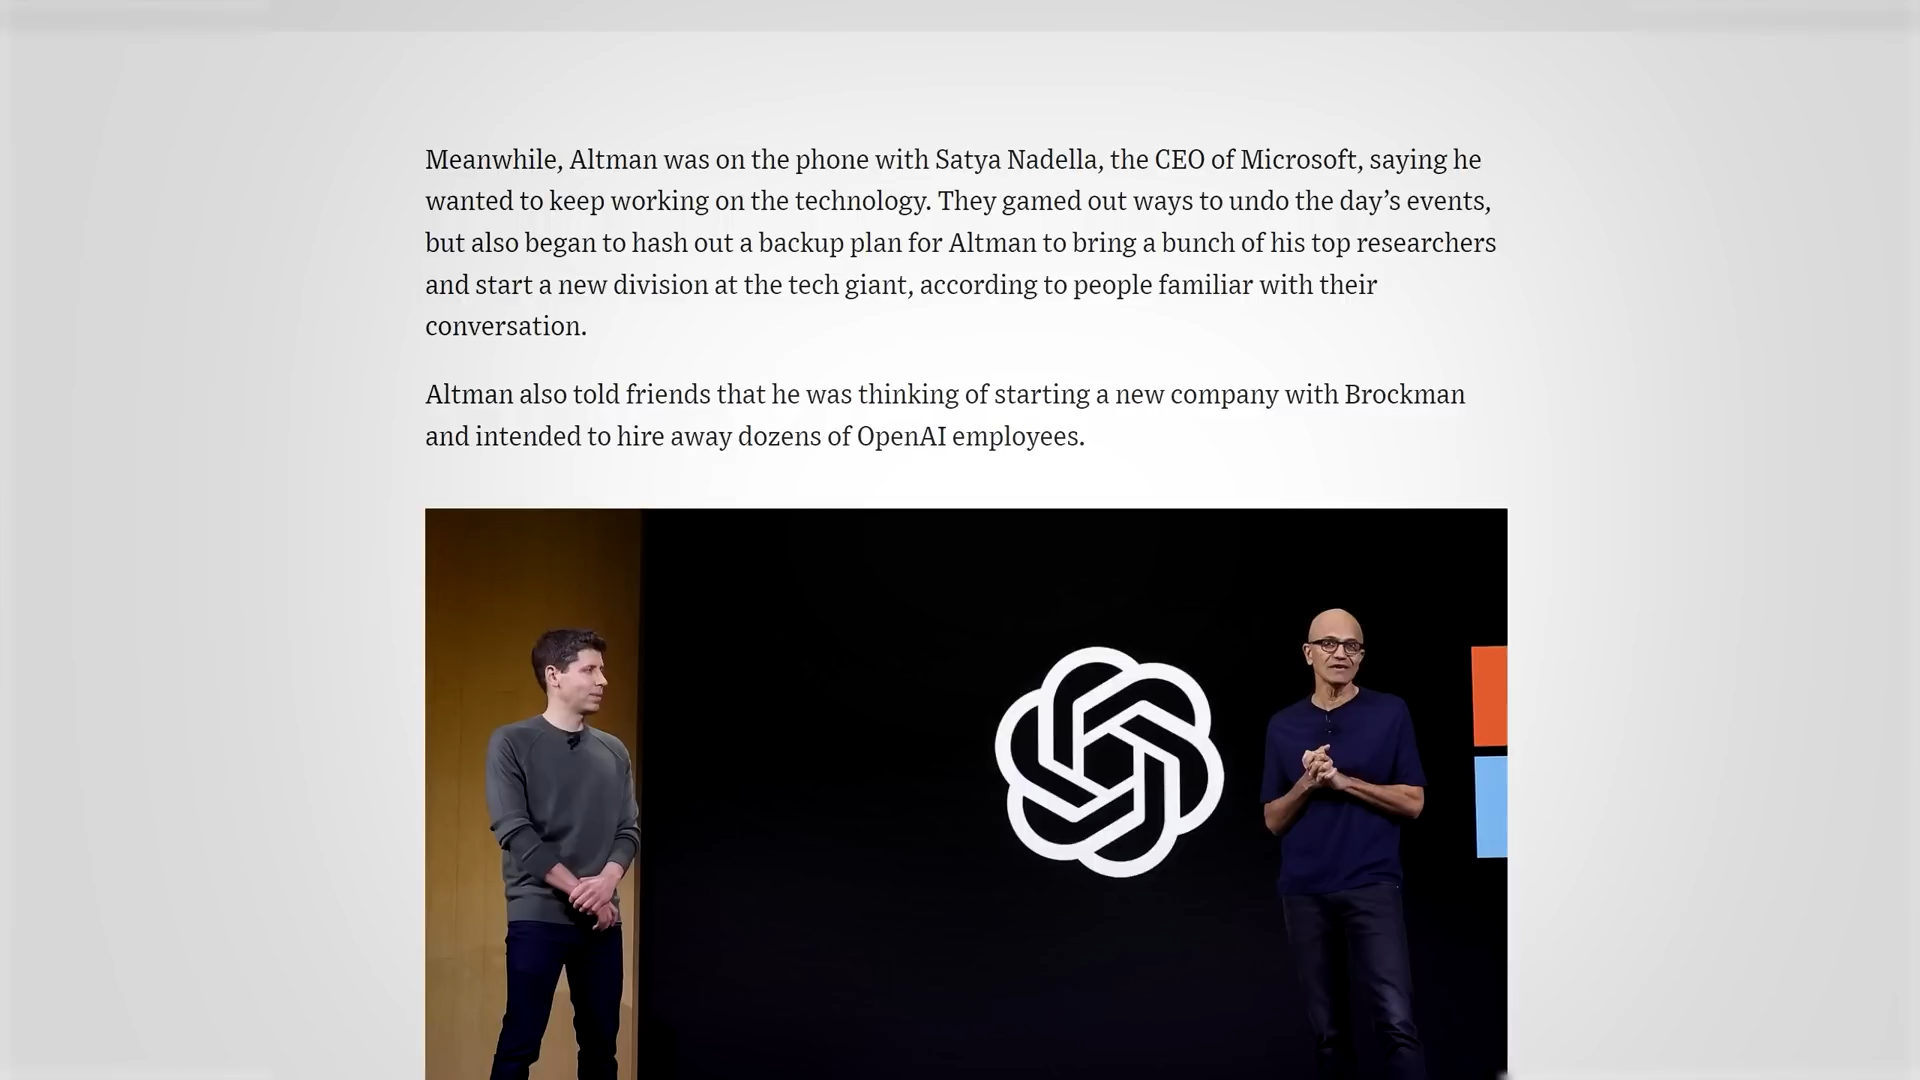 Meanwhile, Altman was on the phone with Satya Nadella, the CEO of Microsoft, saying he
wanted to keep working on the technology. They gamed out ways to undo the day’s events,
but also began to hash out a backup plan for Altman to bring a bunch of his top researchers
and start a new division at the tech giant, according to people familiar with their
conversation.
Altman also told friends that he was thinking of starting a new company with Brockman
and intended to hire away dozens of OpenAI employees.